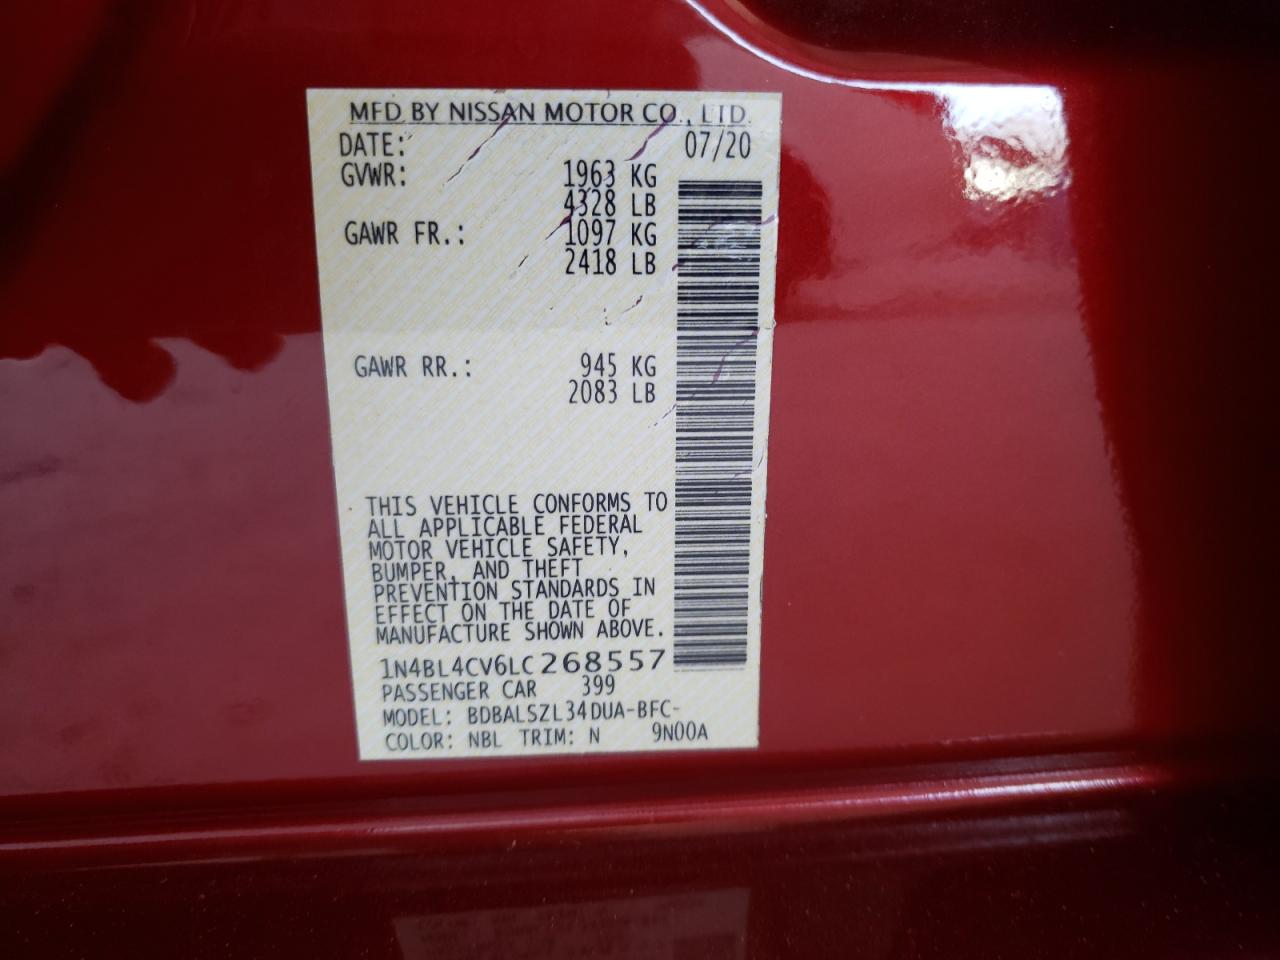 MFD BY NISSAN MOTOR CO., LTD.
DATE: 07/20
GVWR: 1963 KG
4328 LB
GAWR FR.: 1097 KG
2418 LB
GAWR RR.: 945 KG
2083 LB
THIS VEHICLE CONFORMS TO
ALL APPLICABLE FEDERAL
MOTOR VEHICLE SAFETY,
BUMPER, AND THEFT
PREVENTION STANDARDS IN
EFFECT ON THE DATE OF
MANUFACTURE SHOWN ABOVE.
1N4BL4CV6LC268557
PASSENGER CAR 399
MODEL: BDBALSZL34DUA-BFC-
COLOR: NBL TRIM: N 9N00A